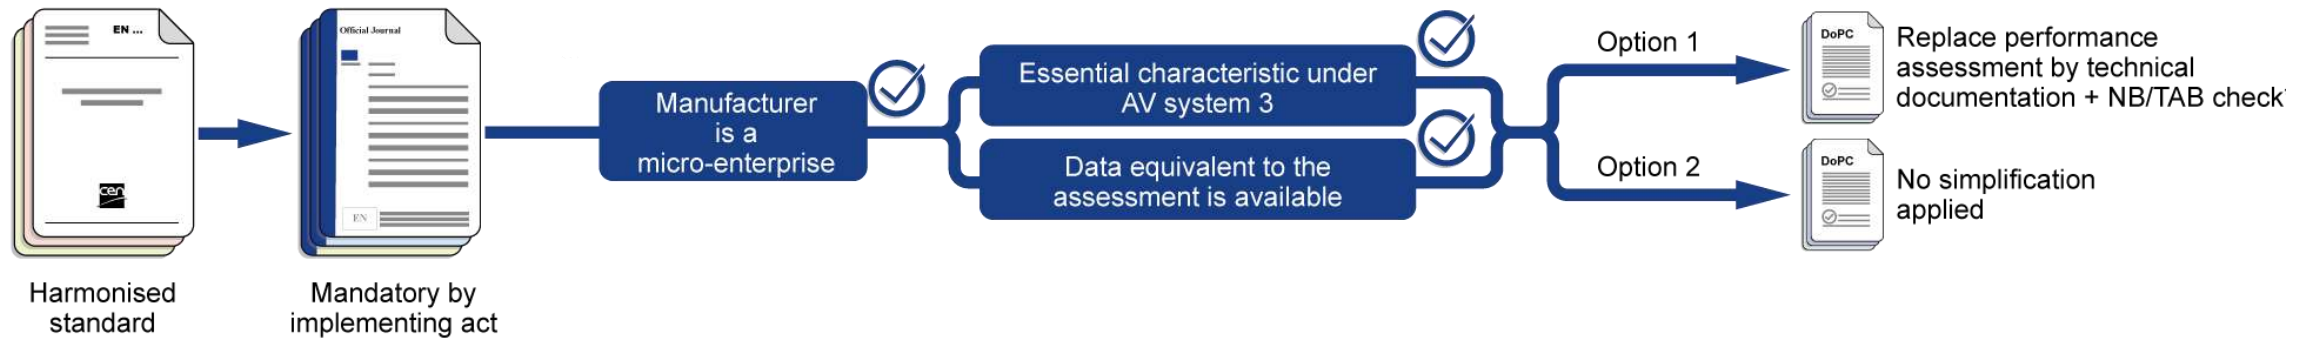 EN ...
cen
Harmonised
standard
Official Journal
EN
Mandatory by
implementing act
Manufacturer
is a
micro-enterprise
Essential characteristic under
AV system 3
Data equivalent to the
assessment is available
Option 1
DoPC
Replace performance
assessment by technical
documentation + NB/TAB check
Option 2
DoPC
No simplification
applied